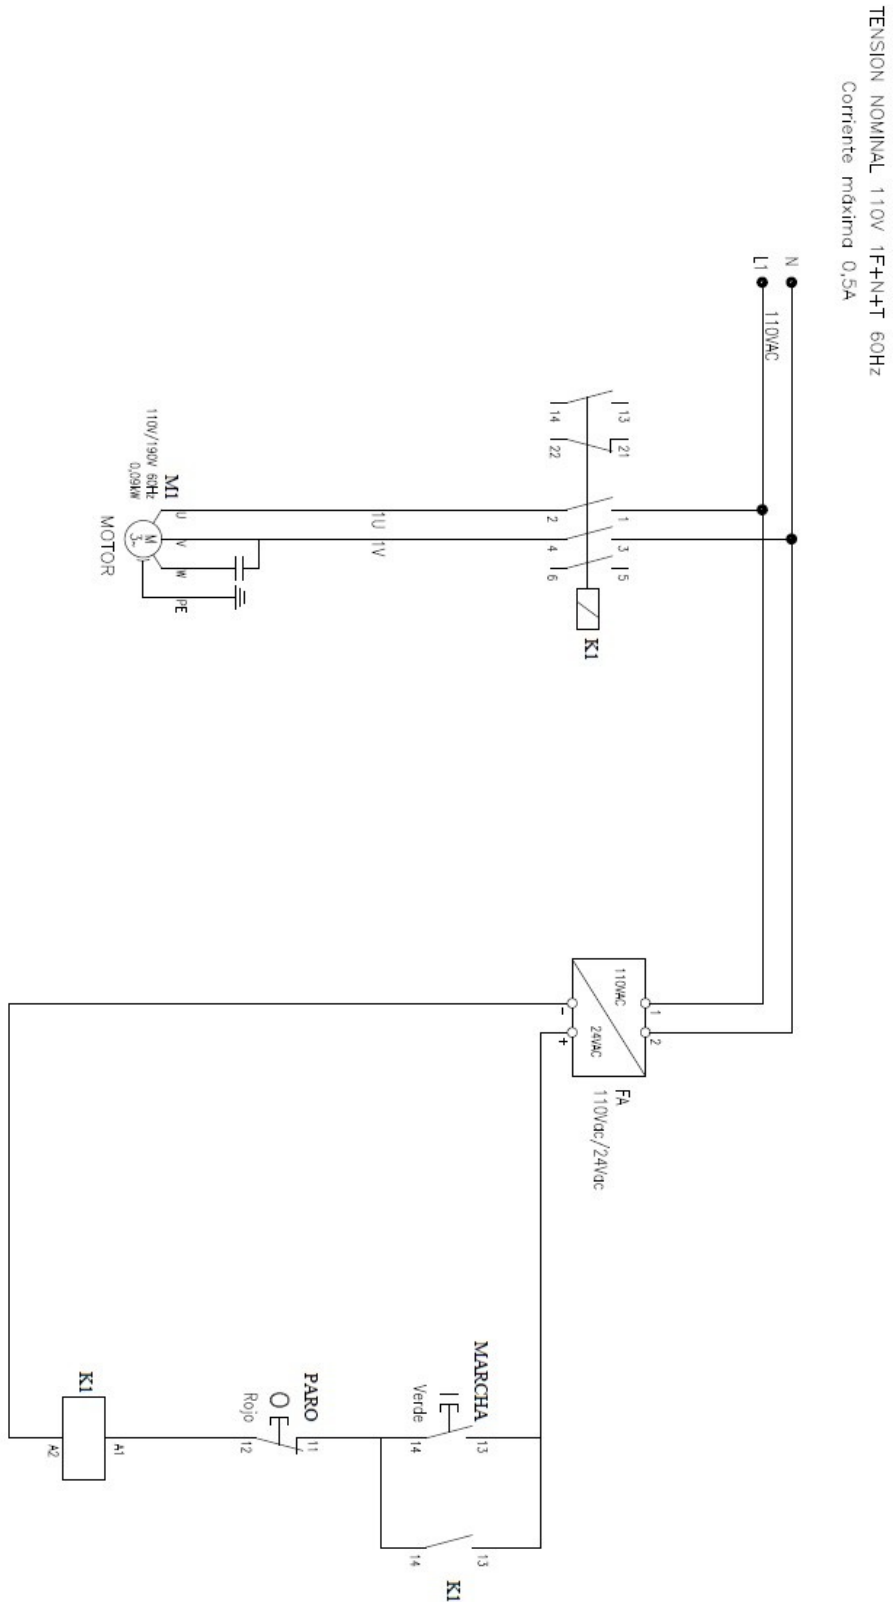 TENSION NOMINAL 110V 1F+N+T 60Hz
Corriente máxima 0,5A
N
L1
110VAC
13
21
1
3
5
14
22
2
4
6
K1
1U 1V
M1
110V/190V 60Hz
0,09kW
U
V
W
PE
M
3~
MOTOR
1
2
110VAC
24VAC
-
+
FA
110Vac/24Vac
MARCHA
Verde
I
13
14
13
14
K1
PARO
O
Rojo
11
12
K1
A1
A2